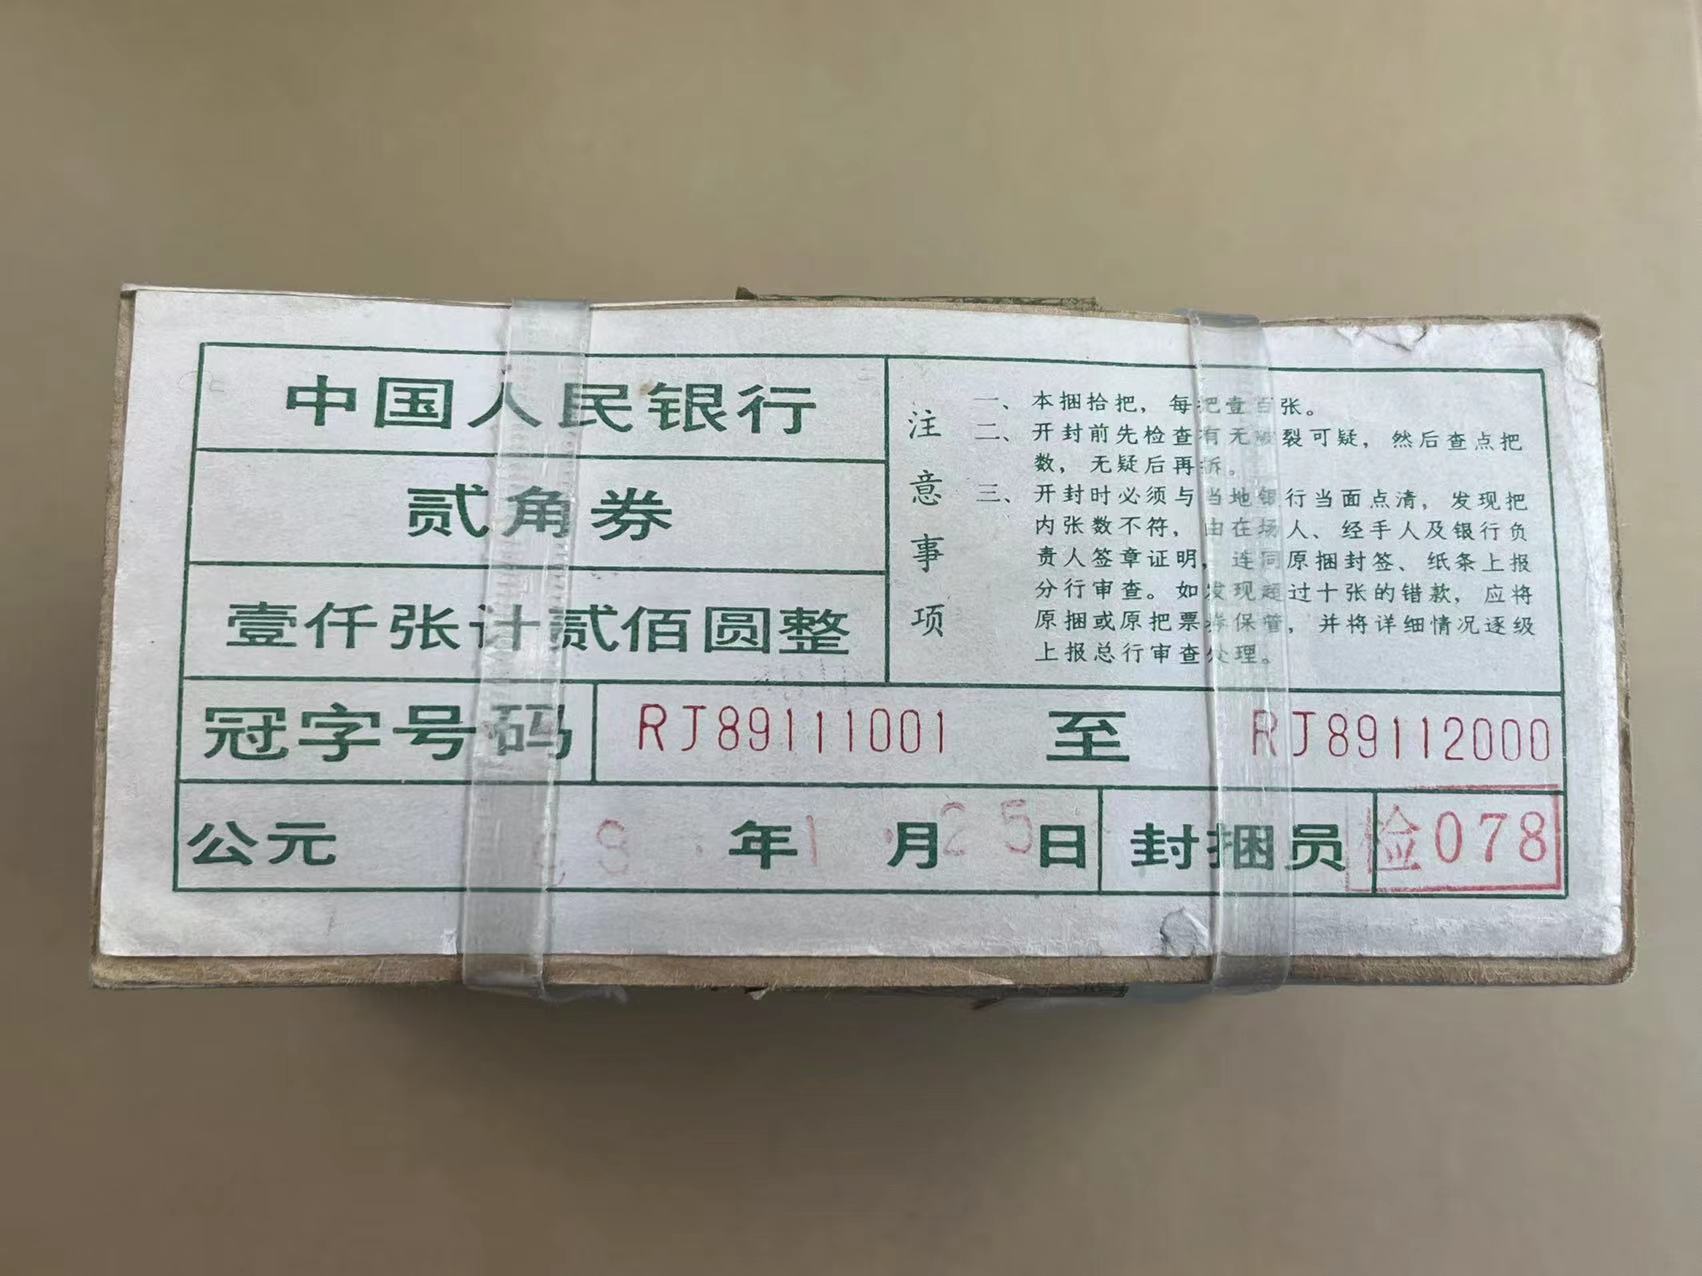 中国人民银行
贰角券
壹仟张计贰佰圆整
注意事项
一、本捆拾把，每把壹百张。
二、开封前先检查有无破裂可疑，然后查点把
数，无疑后再拆。
三、开封时必须与当地银行当面点清，发现把
内张数不符，由在场人、经手人及银行负
责人签章证明，连同原捆封签、纸条上报
分行审查。如发现超过十张的错款，应将
原捆或原把票券保管，并将详细情况逐级
上报总行审查处理。
冠字号码 RJ89111001 至 RJ89112000
公元 年1月25日 封捆员 检078